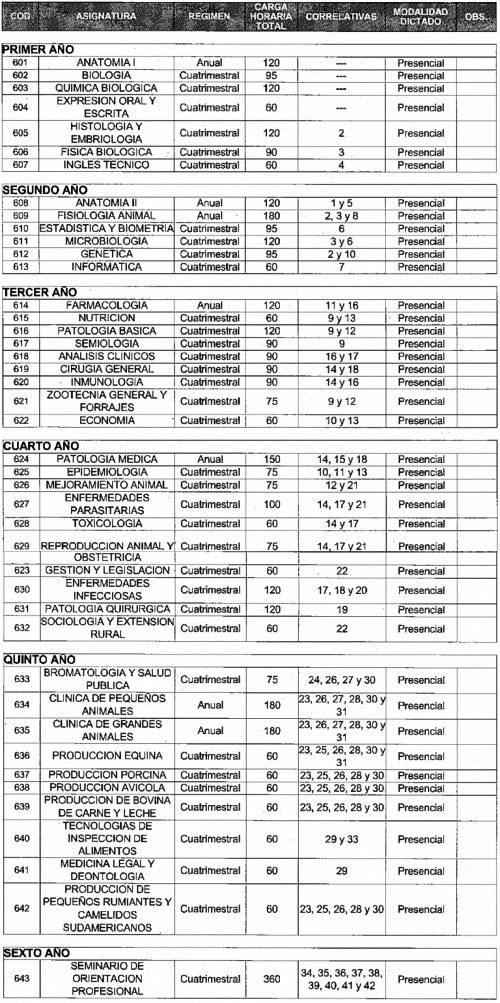 COD ASIGNATURA REGIMEN CARGA HORARIA TOTAL CORRELATIVAS MODALIDAD DICTADO OBS.
PRIMER AÑO
601 ANATOMIA I Anual 120 --- Presencial
602 BIOLOGIA Cuatrimestral 95 --- Presencial
603 QUIMICA BIOLOGICA Cuatrimestral 120 --- Presencial
604 EXPRESION ORAL Y ESCRITA Cuatrimestral 60 --- Presencial
605 HISTOLOGIA Y EMBRIOLOGIA Cuatrimestral 120 2 Presencial
606 FISICA BIOLOGICA Cuatrimestral 90 3 Presencial
607 INGLES TECNICO Cuatrimestral 60 4 Presencial
SEGUNDO AÑO
608 ANATOMIA II Anual 120 1 y 5 Presencial
609 FISIOLOGIA ANIMAL Anual 180 2, 3 y 8 Presencial
610 ESTADISTICA Y BIOMETRIA Cuatrimestral 95 6 Presencial
611 MICROBIOLOGIA Cuatrimestral 120 3 y 6 Presencial
612 GENETICA Cuatrimestral 95 2 y 10 Presencial
613 INFORMATICA Cuatrimestral 60 7 Presencial
TERCER AÑO
614 FARMACOLOGIA Anual 120 11 y 16 Presencial
615 NUTRICION Cuatrimestral 60 9 y 13 Presencial
616 PATOLOGIA BASICA Cuatrimestral 120 9 y 12 Presencial
617 SEMIOLOGIA Cuatrimestral 90 9 Presencial
618 ANALISIS CLINICOS Cuatrimestral 90 16 y 17 Presencial
619 CIRUGIA GENERAL Cuatrimestral 90 14 y 18 Presencial
620 INMUNOLOGIA Cuatrimestral 90 14 y 16 Presencial
621 ZOOTECNIA GENERAL Y FORRAJES Cuatrimestral 75 9 y 12 Presencial
622 ECONOMIA Cuatrimestral 60 10 y 13 Presencial
CUARTO AÑO
624 PATOLOGIA MEDICA Anual 150 14, 15 y 18 Presencial
625 EPIDEMIOLOGIA Cuatrimestral 75 10, 11 y 13 Presencial
626 MEJORAMIENTO ANIMAL Cuatrimestral 75 12 y 21 Presencial
627 ENFERMEDADES PARASITARIAS Cuatrimestral 100 14, 17 y 21 Presencial
628 TOXICOLOGIA Cuatrimestral 60 14 y 17 Presencial
629 REPRODUCCION ANIMAL Y OBSTETRICIA Cuatrimestral 75 14, 17 y 21 Presencial
623 GESTION Y LEGISLACION Cuatrimestral 60 22 Presencial
630 ENFERMEDADES INFECCIOSAS Cuatrimestral 120 17, 18 y 20 Presencial
631 PATOLOGIA QUIRURGICA Cuatrimestral 120 19 Presencial
632 SOCIOLOGIA Y EXTENSION RURAL Cuatrimestral 60 22 Presencial
QUINTO AÑO
633 BROMATOLOGIA Y SALUD PUBLICA Cuatrimestral 75 24, 26, 27 y 30 Presencial
634 CLINICA DE PEQUEÑOS ANIMALES Anual 180 23, 26, 27, 28, 30 y 31 Presencial
635 CLINICA DE GRANDES ANIMALES Anual 180 23, 26, 27, 28, 30 y 31 Presencial
636 PRODUCCION EQUINA Cuatrimestral 60 23, 25, 26, 28, 30 y 31 Presencial
637 PRODUCCION PORCINA Cuatrimestral 60 23, 25, 26, 28 y 30 Presencial
638 PRODUCCION AVICOLA Cuatrimestral 60 23, 25, 26, 28 y 30 Presencial
639 PRODUCCION DE BOVINA DE CARNE Y LECHE Cuatrimestral 60 23, 25, 26, 28 y 30 Presencial
640 TECNOLOGIAS DE INSPECCION DE ALIMENTOS Cuatrimestral 60 29 y 33 Presencial
641 MEDICINA LEGAL Y DEONTOLOGIA Cuatrimestral 60 29 Presencial
642 PRODUCCION DE PEQUEÑOS RUMIANTES Y CAMELIDOS SUDAMERICANOS Cuatrimestral 60 23, 25, 26, 28 y 30 Presencial
SEXTO AÑO
643 SEMINARIO DE ORIENTACION PROFESIONAL Cuatrimestral 360 34, 35, 36, 37, 38, 39, 40, 41 y 42 Presencial